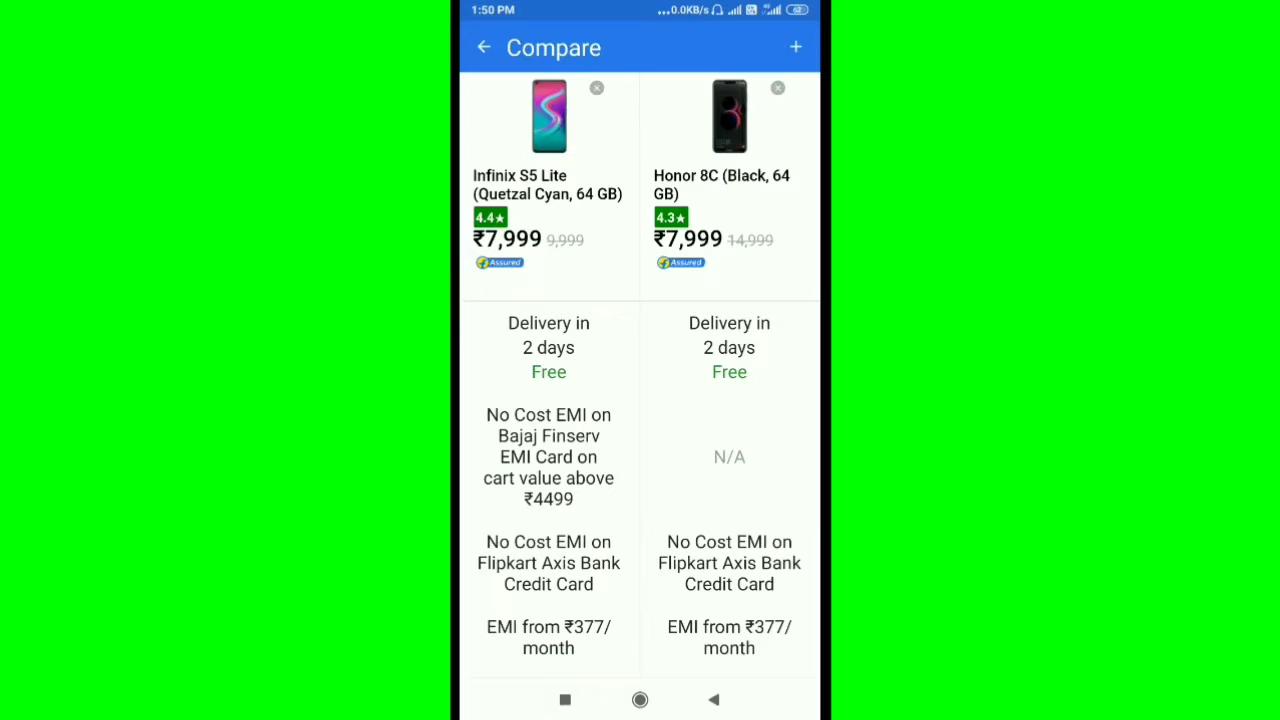 1:50 PM
...0.0KB/s
4G
62
Compare
Infinix S5 Lite
(Quetzal Cyan, 64 GB)
4.4★
₹7,999 9,999
Assured
Honor 8C (Black, 64
GB)
4.3★
₹7,999 14,999
Assured
Delivery in
2 days
Free
Delivery in
2 days
Free
No Cost EMI on
Bajaj Finserv
EMI Card on
cart value above
₹4499
N/A
No Cost EMI on
Flipkart Axis Bank
Credit Card
No Cost EMI on
Flipkart Axis Bank
Credit Card
EMI from ₹377/
month
EMI from ₹377/
month